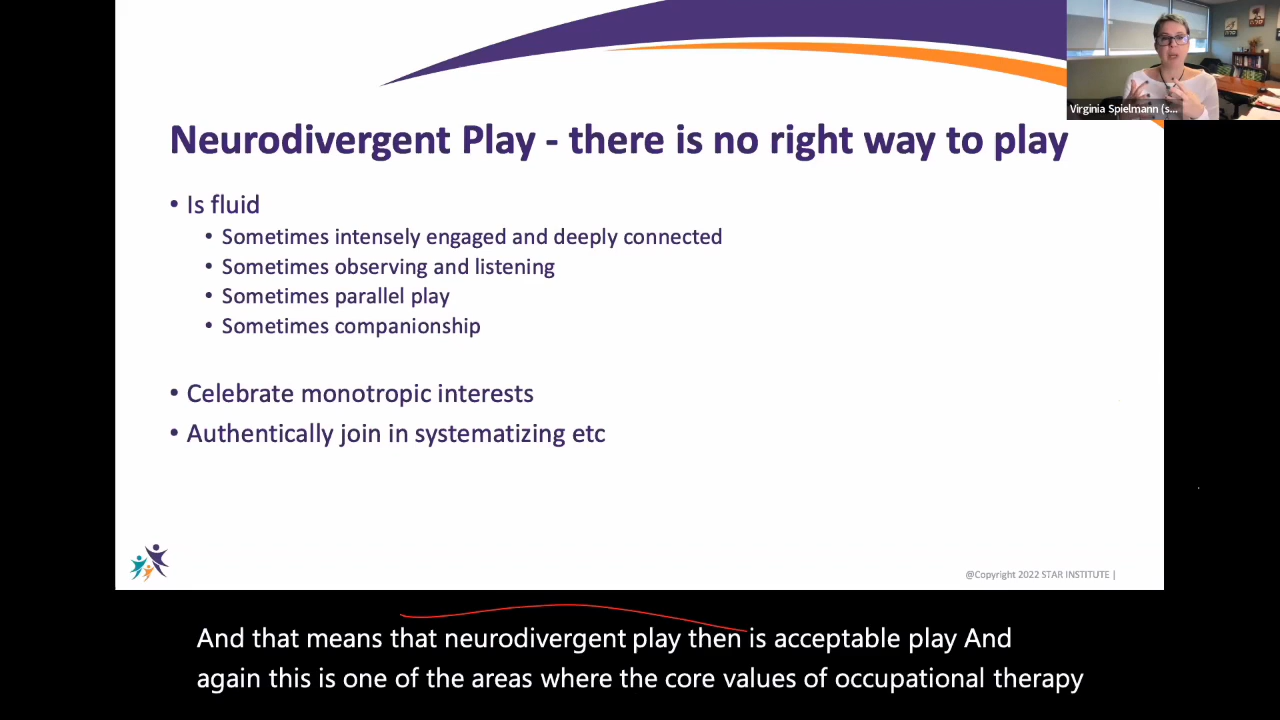 Virginia Spielmann (s...
Neurodivergent Play - there is no right way to play
• Is fluid
• Sometimes intensely engaged and deeply connected
• Sometimes observing and listening
• Sometimes parallel play
• Sometimes companionship
• Celebrate monotropic interests
• Authentically join in systematizing etc
@Copyright 2022 STAR INSTITUTE |
And that means that neurodivergent play then is acceptable play And
again this is one of the areas where the core values of occupational therapy